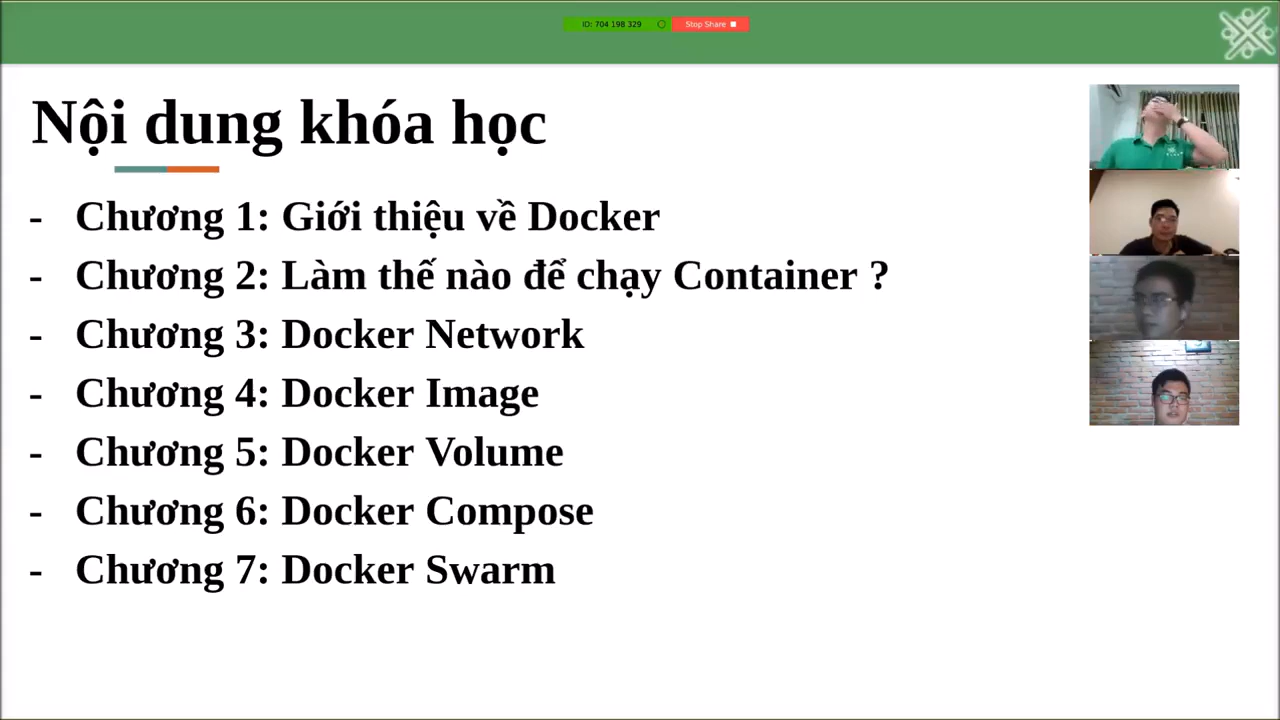 ID: 704 198 329 Stop Share
Nội dung khóa học
- Chương 1: Giới thiệu về Docker
- Chương 2: Làm thế nào để chạy Container ?
- Chương 3: Docker Network
- Chương 4: Docker Image
- Chương 5: Docker Volume
- Chương 6: Docker Compose
- Chương 7: Docker Swarm